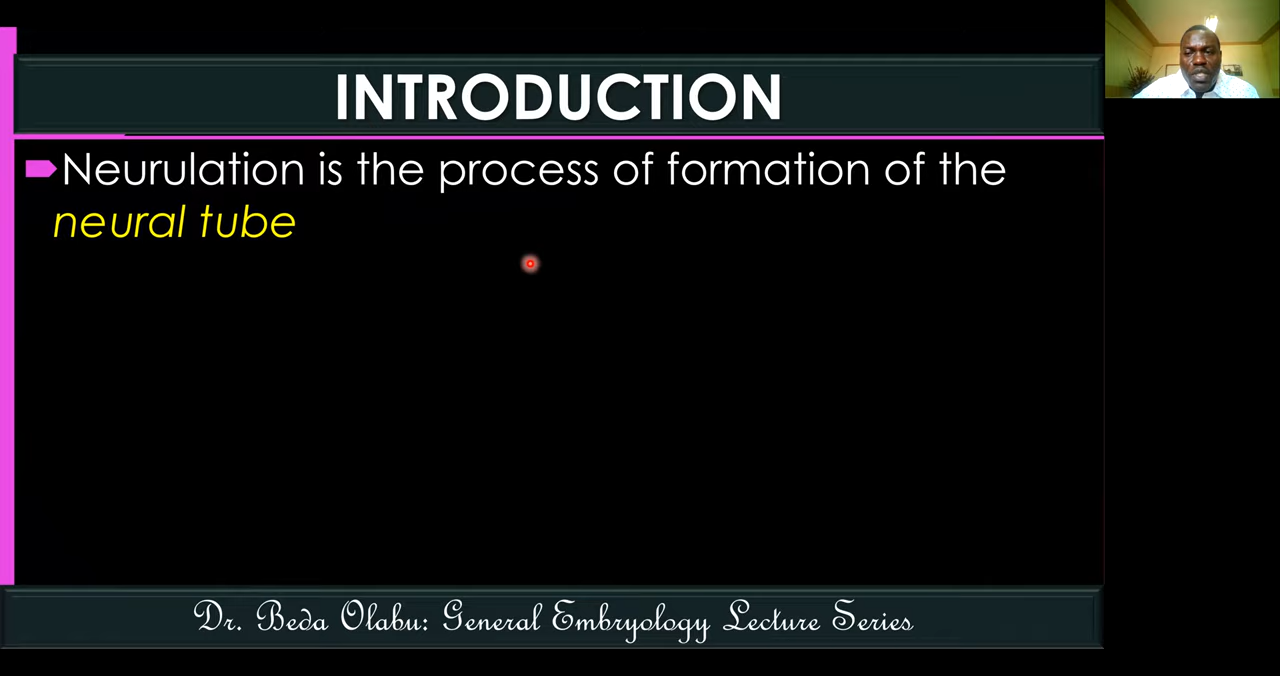 INTRODUCTION
Neurulation is the process of formation of the
neural tube
Dr. Beda Olabu: General Embryology Lecture Series